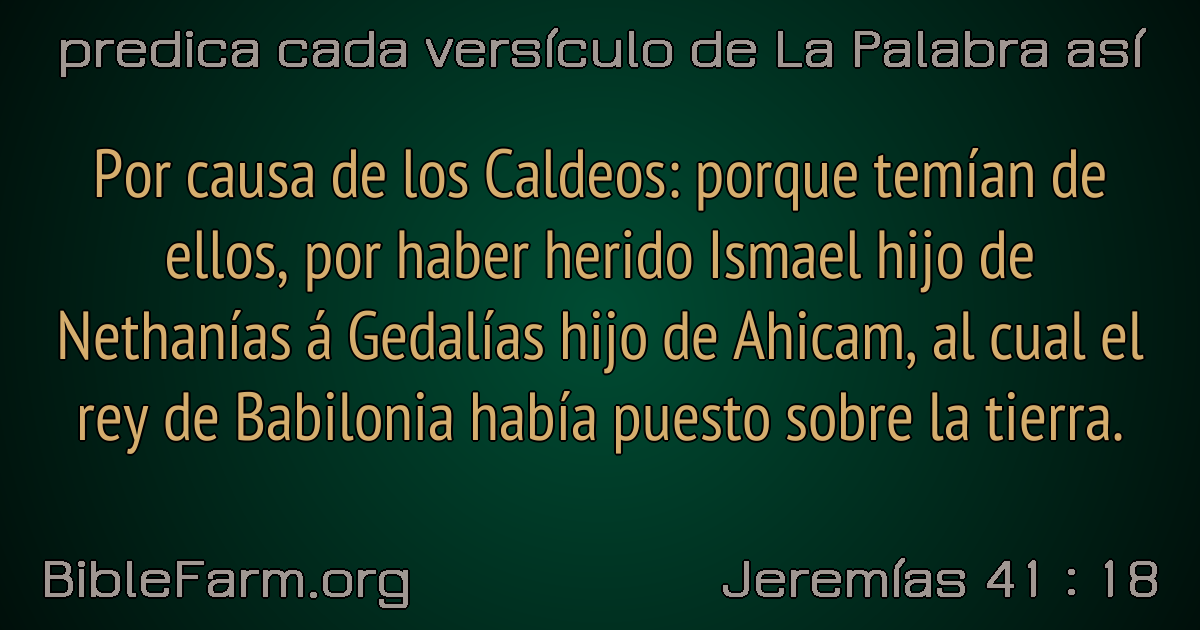 predica cada versículo de La Palabra así
Por causa de los Caldeos: porque temían de
ellos, por haber herido Ismael hijo de
Nethanías á Gedalías hijo de Ahicam, al cual el
rey de Babilonia había puesto sobre la tierra.
BibleFarm.org
Jeremías 41 : 18